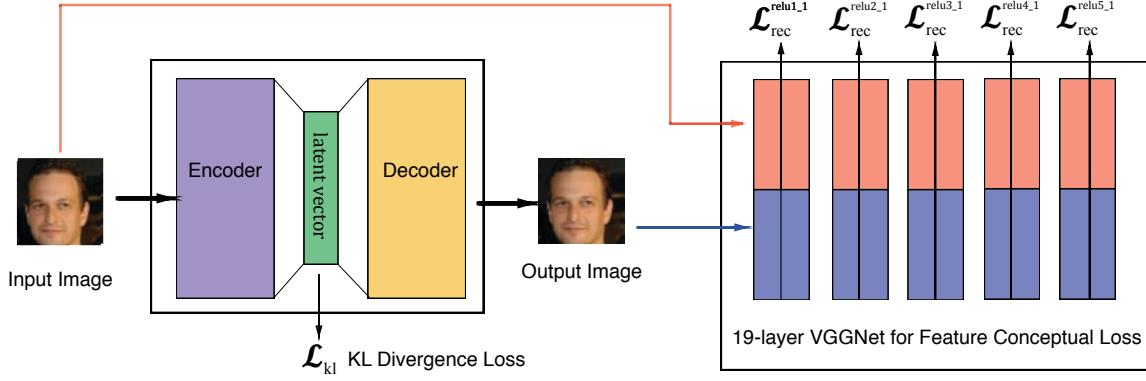 ℒ_rec^relu1_1 ℒ_rec^relu2_1 ℒ_rec^relu3_1 ℒ_rec^relu4_1 ℒ_rec^relu5_1
Encoder
latent vector
Decoder
Input Image
Output Image
19-layer VGGNet for Feature Conceptual Loss
ℒ_kl KL Divergence Loss